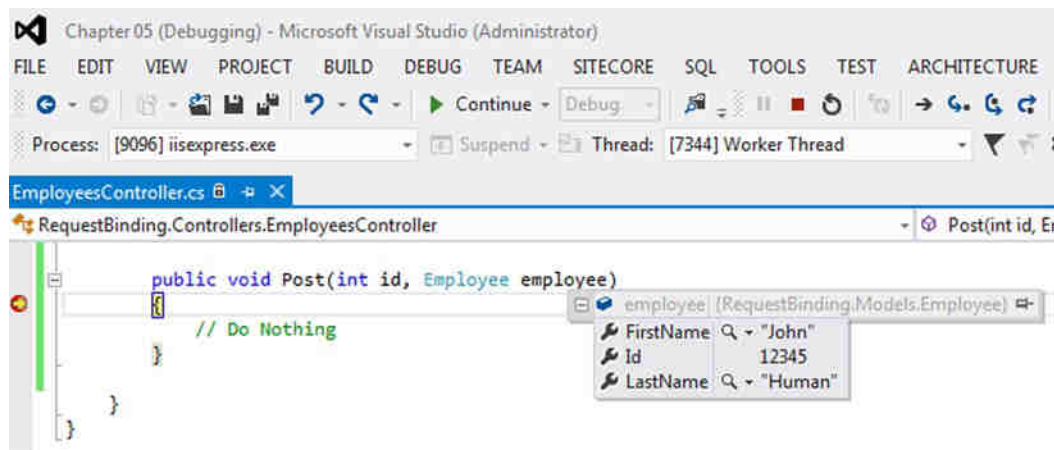 Chapter 05 (Debugging) - Microsoft Visual Studio (Administrator)
FILE EDIT VIEW PROJECT BUILD DEBUG TEAM SITECORE SQL TOOLS TEST ARCHITECTURE
Continue Debug
Process: [9096] iisexpress.exe Suspend Thread: [7344] Worker Thread
EmployeesController.cs
RequestBinding.Controllers.EmployeesController Post(int id, E
public void Post(int id, Employee employee)
{
employee {RequestBinding.Models.Employee}
// Do Nothing
FirstName "John"
}
Id 12345
LastName "Human"
}
}